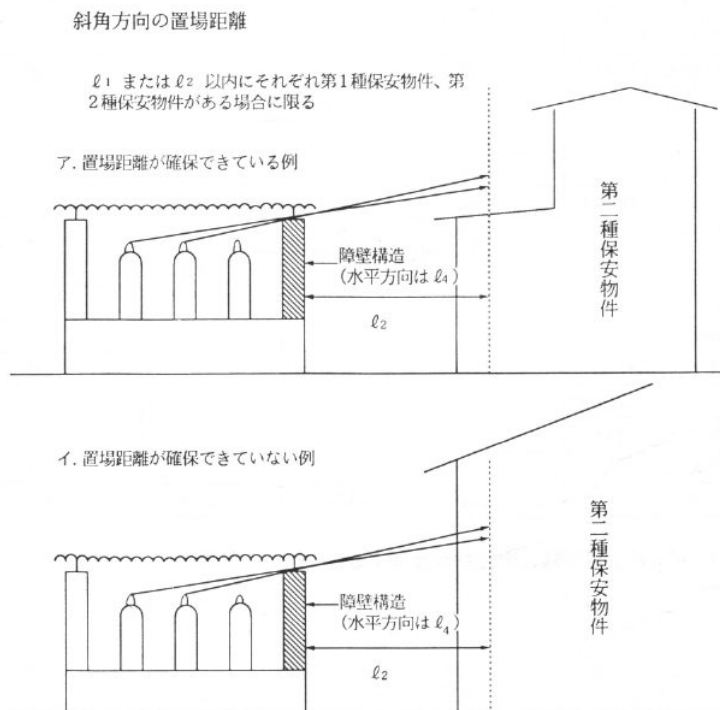 斜角方向の置場距離
ℓ1 またはℓ2 以内にそれぞれ第1種保安物件、第
2種保安物件がある場合に限る
ア. 置場距離が確保できている例
障壁構造
(水平方向は ℓ4)
ℓ2
第二種保安物件
イ. 置場距離が確保できていない例
障壁構造
(水平方向は ℓ4)
ℓ2
第二種保安物件